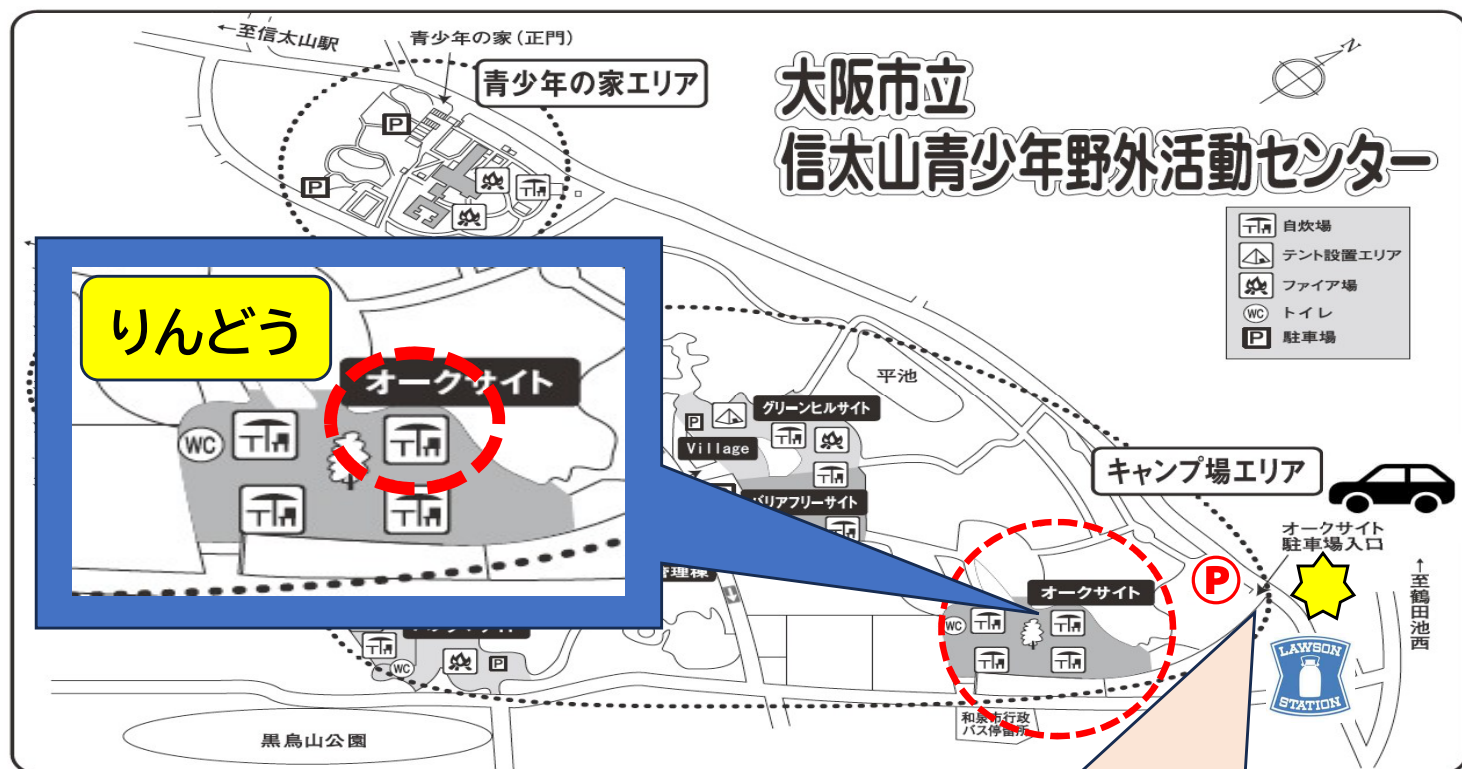 ←至信太山駅
青少年の家（正門）
青少年の家エリア
大阪市立
信太山青少年野外活動センター
N
P
P
自炊場
テント設置エリア
ファイア場
WC トイレ
P 駐車場
りんどう
オークサイト
WC
平池
グリーンヒルサイト
P
Village
バリアフリーサイト
キャンプ場エリア
オークサイト
駐車場入口
P
←至鶴田池西
オークサイト
WC
LAWSON
STATION
WC
P
和泉市行政
バス停留所
黒鳥山公園